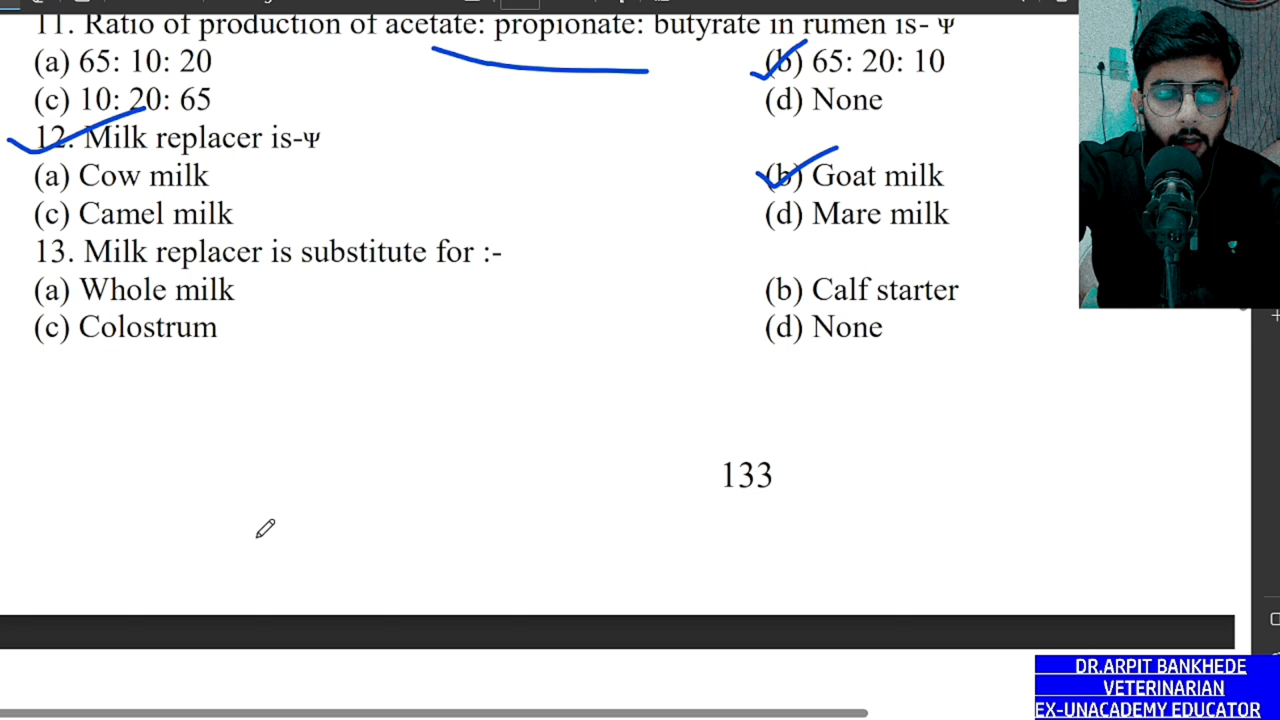 11. Ratio of production of acetate: propionate: butyrate in rumen is- Ψ
(a) 65: 10: 20 (b) 65: 20: 10
(c) 10: 20: 65 (d) None
12. Milk replacer is-Ψ
(a) Cow milk (b) Goat milk
(c) Camel milk (d) Mare milk
13. Milk replacer is substitute for :-
(a) Whole milk (b) Calf starter
(c) Colostrum (d) None
133
DR.ARPIT BANKHEDE
VETERINARIAN
EX-UNACADEMY EDUCATOR